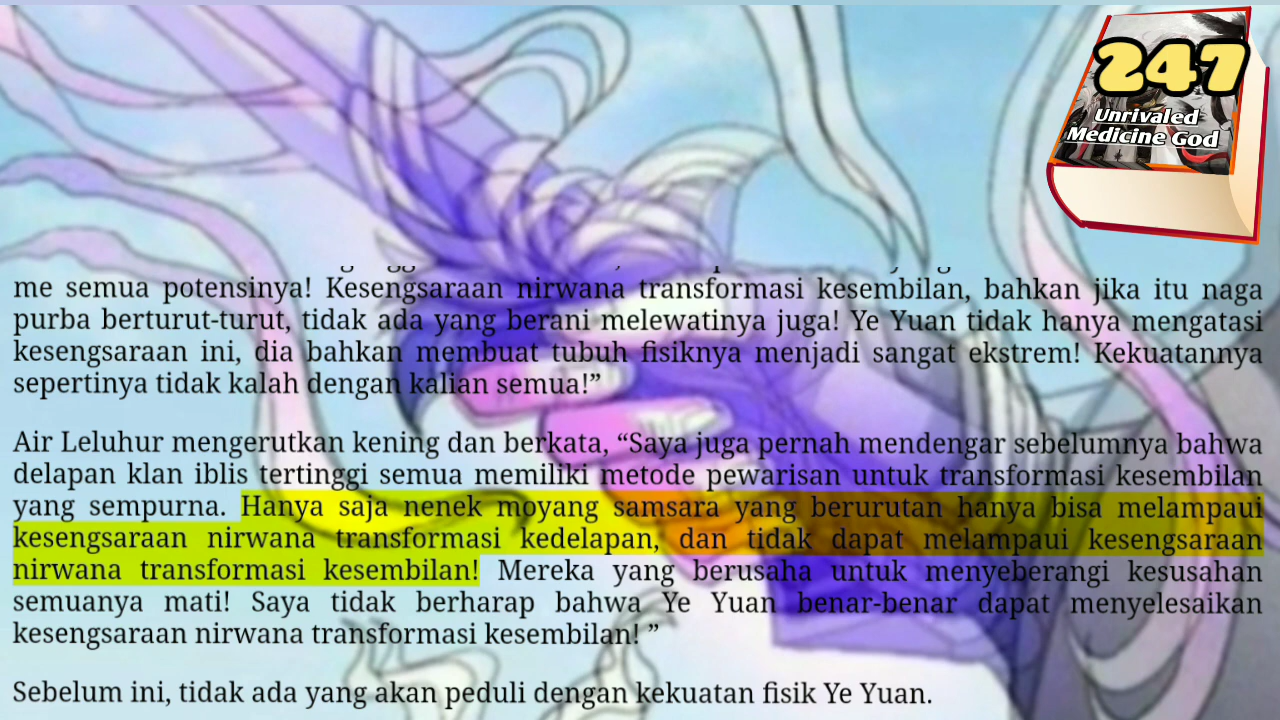 247
Unrivaled
Medicine God
me semua potensinya! Kesengsaraan nirwana transformasi kesembilan, bahkan jika itu naga
purba berturut-turut, tidak ada yang berani melewatinya juga! Ye Yuan tidak hanya mengatasi
kesengsaraan ini, dia bahkan membuat tubuh fisiknya menjadi sangat ekstrem! Kekuatannya
sepertinya tidak kalah dengan kalian semua!”
Air Leluhur mengerutkan kening dan berkata, “Saya juga pernah mendengar sebelumnya bahwa
delapan klan iblis tertinggi semua memiliki metode pewarisan untuk transformasi kesembilan
yang sempurna. Hanya saja nenek moyang samsara yang berurutan hanya bisa melampaui
kesengsaraan nirwana transformasi kedelapan, dan tidak dapat melampaui kesengsaraan
nirwana transformasi kesembilan! Mereka yang berusaha untuk menyeberangi kesusahan
semuanya mati! Saya tidak berharap bahwa Ye Yuan benar-benar dapat menyelesaikan
kesengsaraan nirwana transformasi kesembilan! ”
Sebelum ini, tidak ada yang akan peduli dengan kekuatan fisik Ye Yuan.